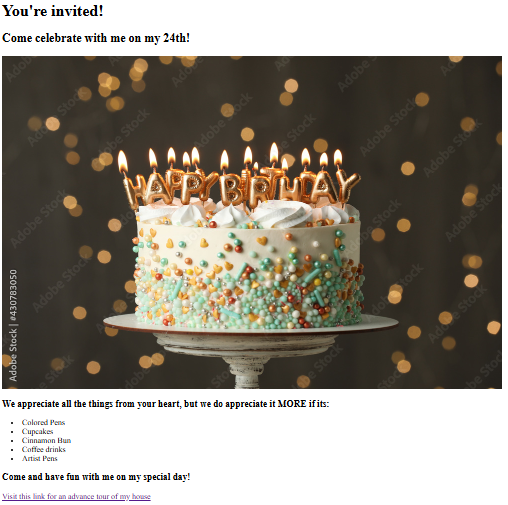 You're invited!
Come celebrate with me on my 24th!
HAPPY BIRTHDAY
Adobe Stock | #430783050
We appreciate all the things from your heart, but we do appreciate it MORE if its:
Colored Pens
Cupcakes
Cinnamon Bun
Coffee drinks
Artist Pens
Come and have fun with me on my special day!
Visit this link for an advance tour of my house